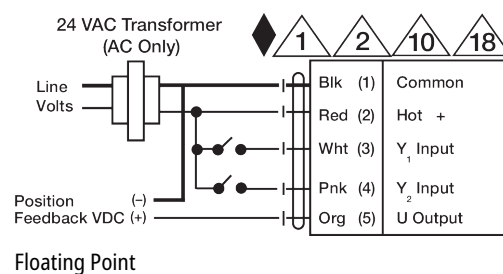 24 VAC Transformer
(AC Only)
1 2 10 18
Line
Volts
Blk (1) Common
Red (2) Hot +
Wht (3) Y1 Input
Pnk (4) Y2 Input
Org (5) U Output
Position (–)
Feedback VDC (+)
Floating Point